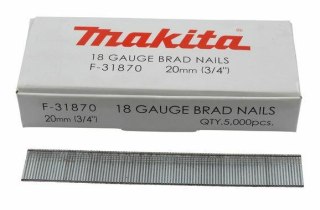 makita
18 GAUGE BRAD NAILS
F-31870 20mm (3/4")
F-31870 18 GAUGE BRAD NAILS
20mm (3/4") QTY.5,000pcs.